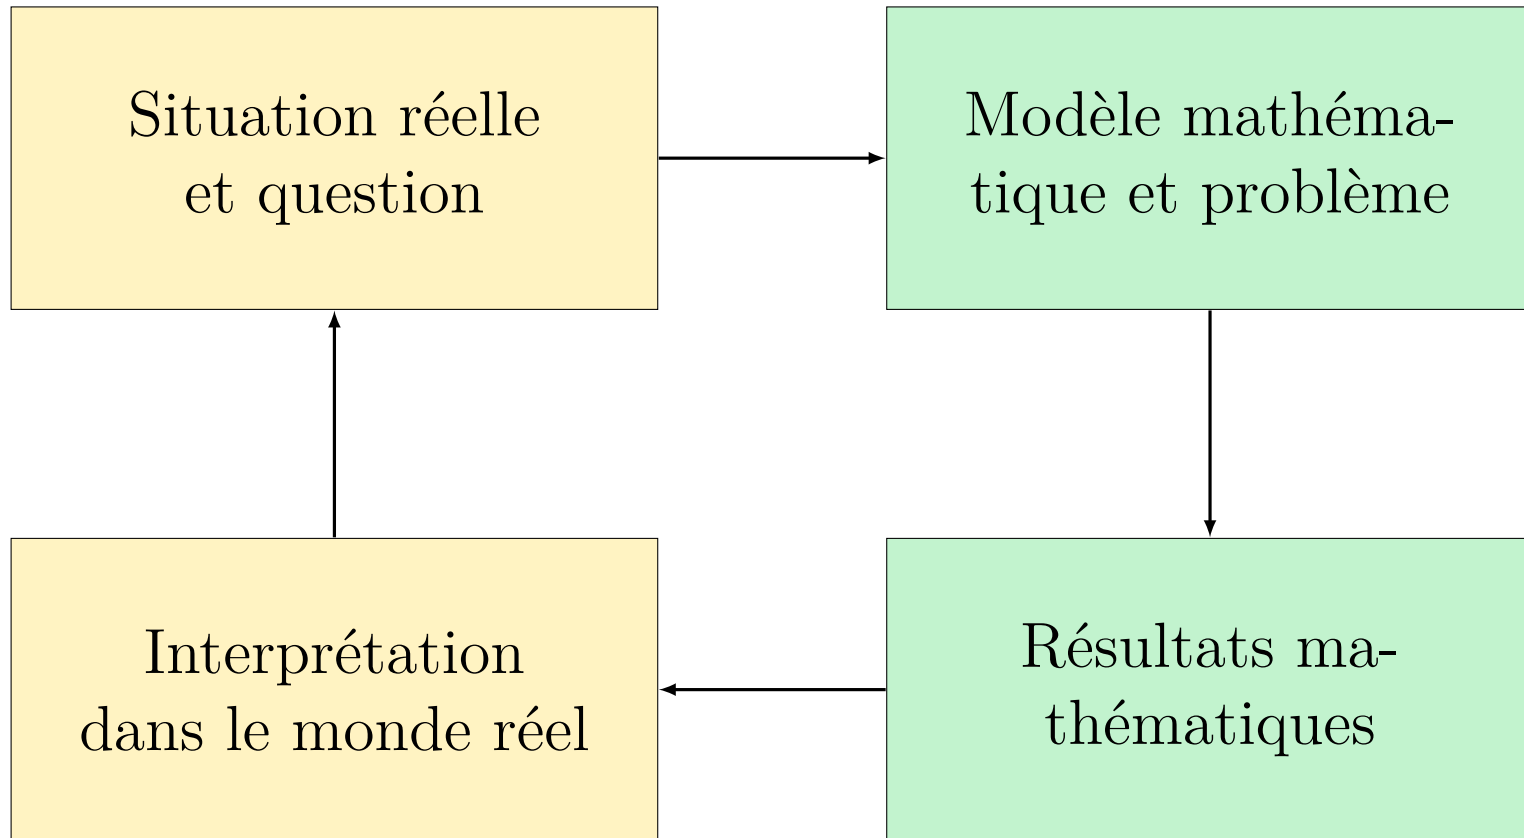 Situation réelle
et question
Modèle mathéma-
tique et problème
Interprétation
dans le monde réel
Résultats ma-
thématiques